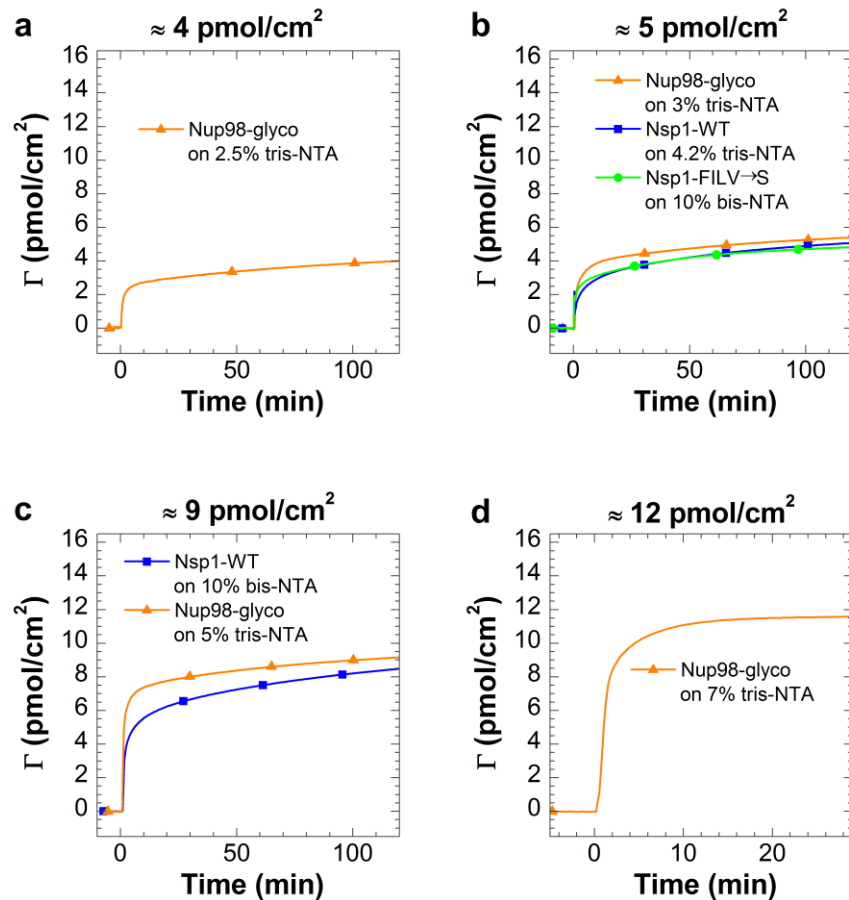 a
≈ 4 pmol/cm²
Γ (pmol/cm²)
16
14
12
10
8
6
4
2
0
Nup98-glyco
on 2.5% tris-NTA
0
50
100
Time (min)
b
≈ 5 pmol/cm²
Γ (pmol/cm²)
16
14
12
10
8
6
4
2
0
Nup98-glyco
on 3% tris-NTA
Nsp1-WT
on 4.2% tris-NTA
Nsp1-FILV→S
on 10% bis-NTA
0
50
100
Time (min)
c
≈ 9 pmol/cm²
Γ (pmol/cm²)
16
14
12
10
8
6
4
2
0
Nsp1-WT
on 10% bis-NTA
Nup98-glyco
on 5% tris-NTA
0
50
100
Time (min)
d
≈ 12 pmol/cm²
Γ (pmol/cm²)
16
14
12
10
8
6
4
2
0
Nup98-glyco
on 7% tris-NTA
0
10
20
Time (min)